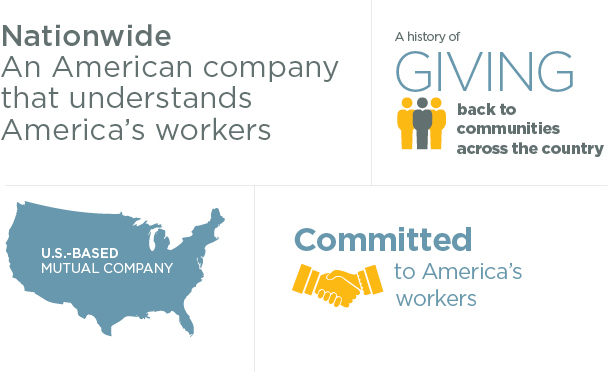 Nationwide
An American company
that understands
America's workers
A history of
GIVING
back to
communities
across the country
U.S.-BASED
MUTUAL COMPANY
Committed
to America's
workers